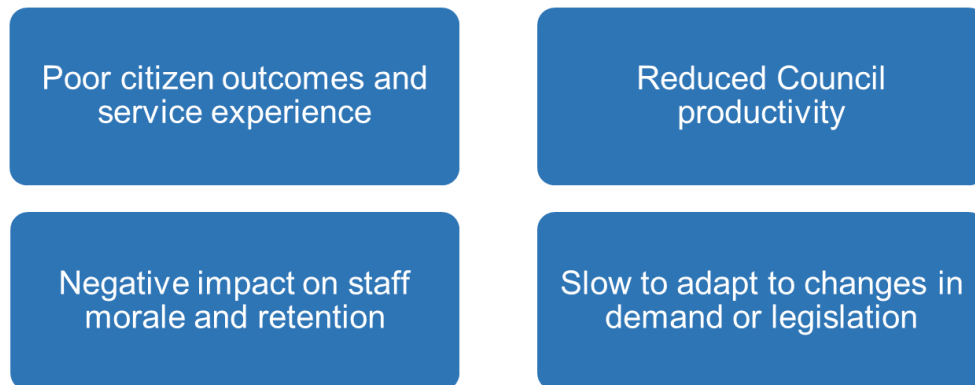 Poor citizen outcomes and
service experience
Reduced Council
productivity
Negative impact on staff
morale and retention
Slow to adapt to changes in
demand or legislation